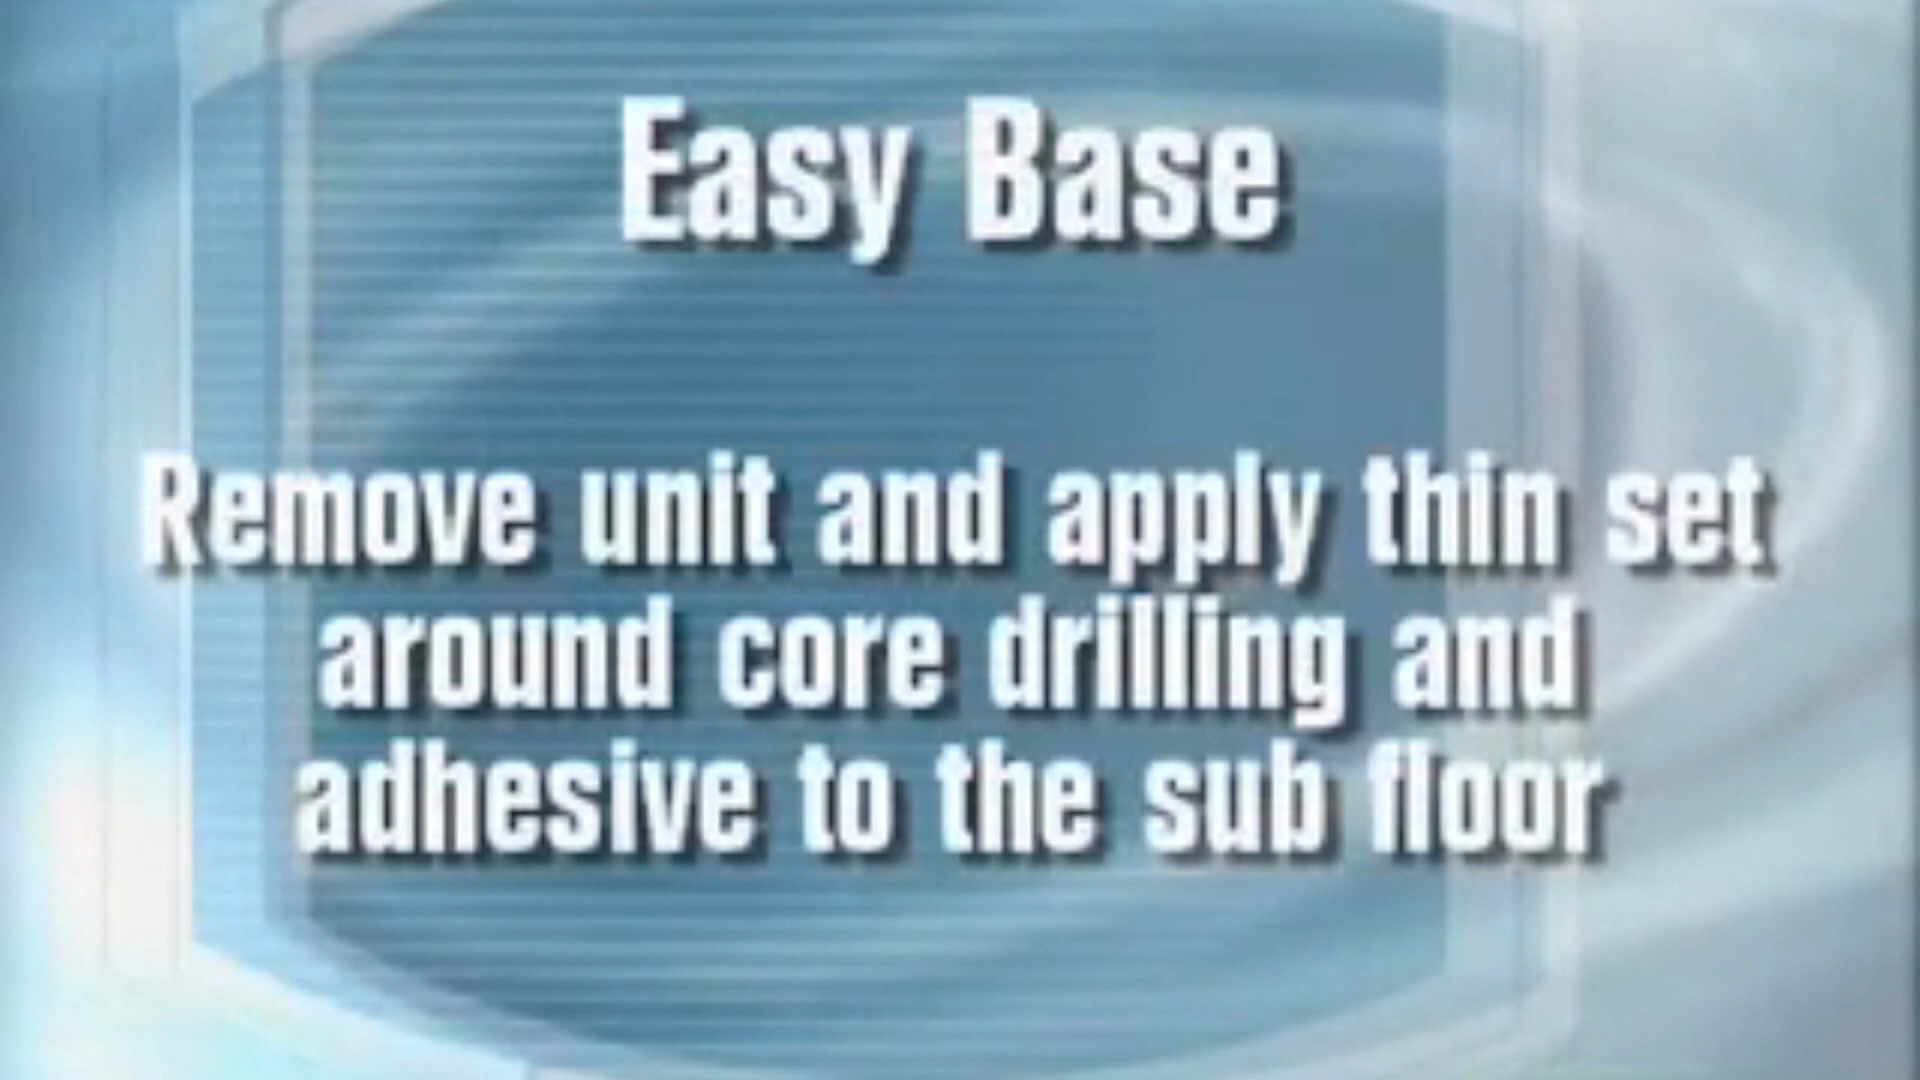 Easy Base
Remove unit and apply thin set
around core drilling and
adhesive to the sub floor